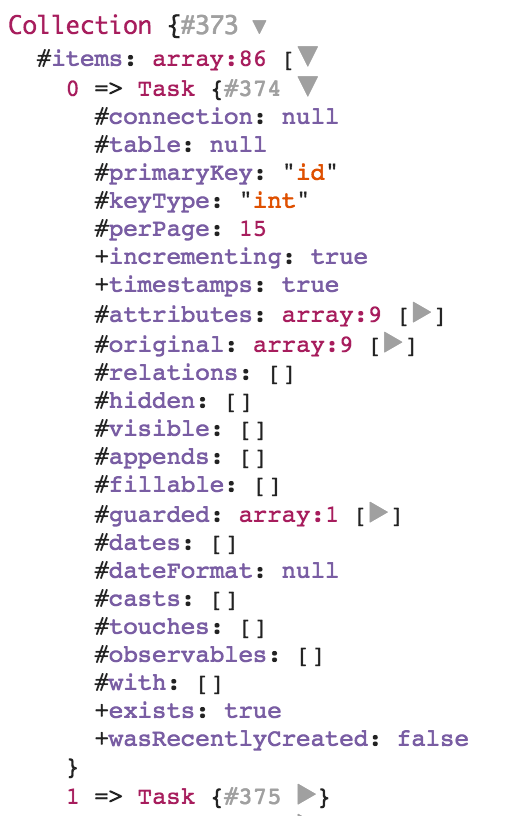 Collection {#373 ▼
#items: array:86 [▼
0 => Task {#374 ▼
#connection: null
#table: null
#primaryKey: "id"
#keyType: "int"
#perPage: 15
+incrementing: true
+timestamps: true
#attributes: array:9 [▶]
#original: array:9 [▶]
#relations: []
#hidden: []
#visible: []
#appends: []
#fillable: []
#guarded: array:1 [▶]
#dates: []
#dateFormat: null
#casts: []
#touches: []
#observables: []
#with: []
+exists: true
+wasRecentlyCreated: false
}
1 => Task {#375 ▶}